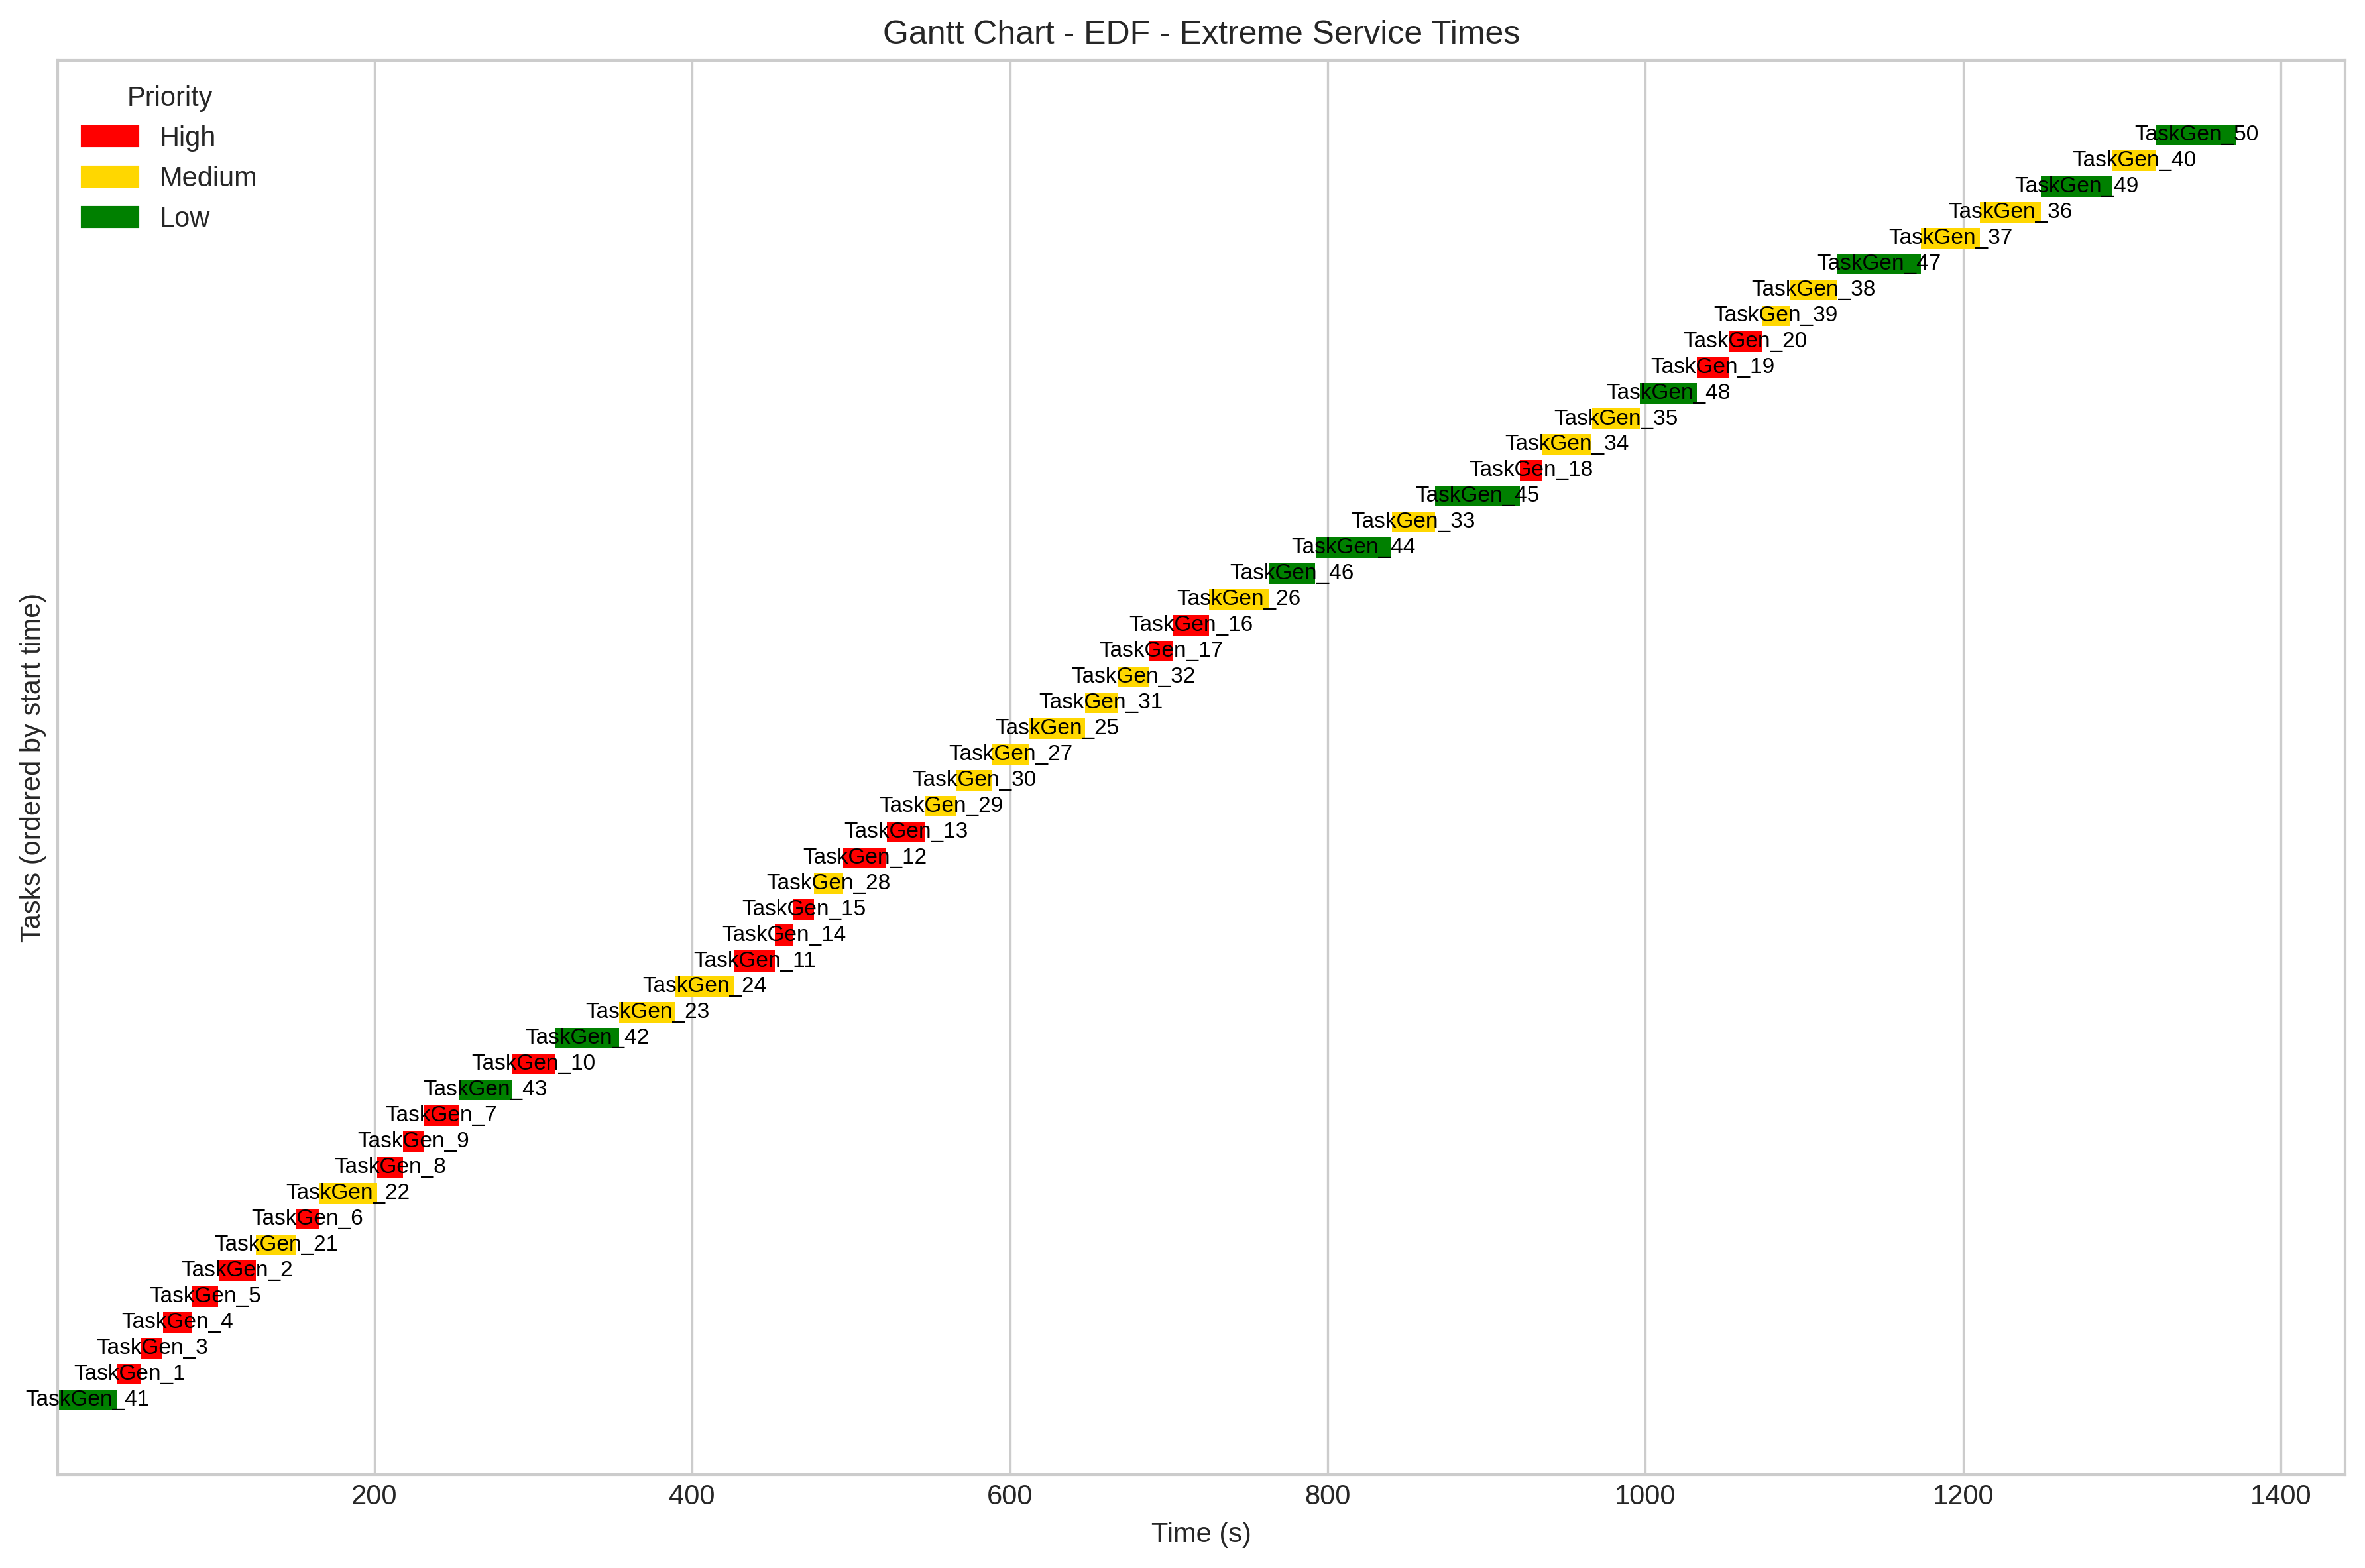 Gantt Chart - EDF - Extreme Service Times
Priority
High
Medium
Low
TaskGen_50
TaskGen_40
TaskGen_49
TaskGen_36
TaskGen_37
TaskGen_47
TaskGen_38
TaskGen_39
TaskGen_20
TaskGen_19
TaskGen_48
TaskGen_35
TaskGen_34
TaskGen_18
TaskGen_45
TaskGen_33
TaskGen_44
TaskGen_46
TaskGen_26
TaskGen_16
TaskGen_17
TaskGen_32
TaskGen_31
TaskGen_25
TaskGen_27
TaskGen_30
TaskGen_29
TaskGen_13
TaskGen_12
TaskGen_28
TaskGen_15
TaskGen_14
TaskGen_11
TaskGen_24
TaskGen_23
TaskGen_42
TaskGen_10
TaskGen_43
TaskGen_7
TaskGen_9
TaskGen_8
TaskGen_22
TaskGen_6
TaskGen_21
TaskGen_2
TaskGen_5
TaskGen_4
TaskGen_3
TaskGen_1
TaskGen_41
Tasks (ordered by start time)
200 400 600 800 1000 1200 1400
Time (s)